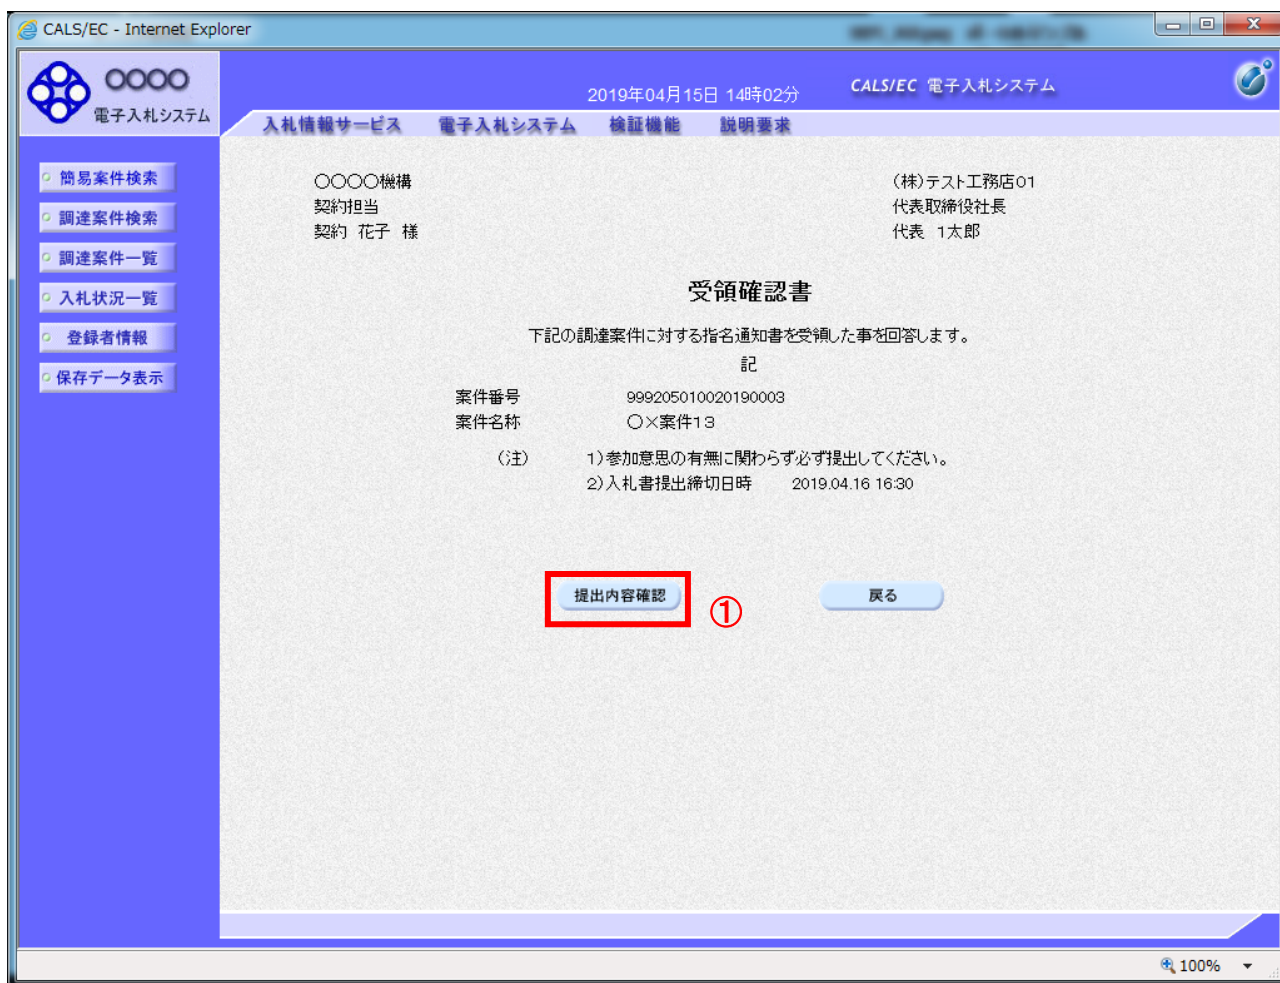 CALS/EC - Internet Explorer
〇〇〇〇
電子入札システム
2019年04月15日 14時02分
CALS/EC 電子入札システム
入札情報サービス 電子入札システム 検証機能 説明要求
簡易案件検索
調達案件検索
調達案件一覧
入札状況一覧
登録者情報
保存データ表示
〇〇〇〇機構
契約担当
契約 花子 様
(株)テスト工務店01
代表取締役社長
代表 1太郎
受領確認書
下記の調達案件に対する指名通知書を受領した事を回答します。
記
案件番号 999205010020190003
案件名称 〇×案件13
(注) 1)参加意思の有無に関わらず必ず提出してください。
2)入札書提出締切日時 2019.04.16 16:30
提出内容確認
①
戻る
100%